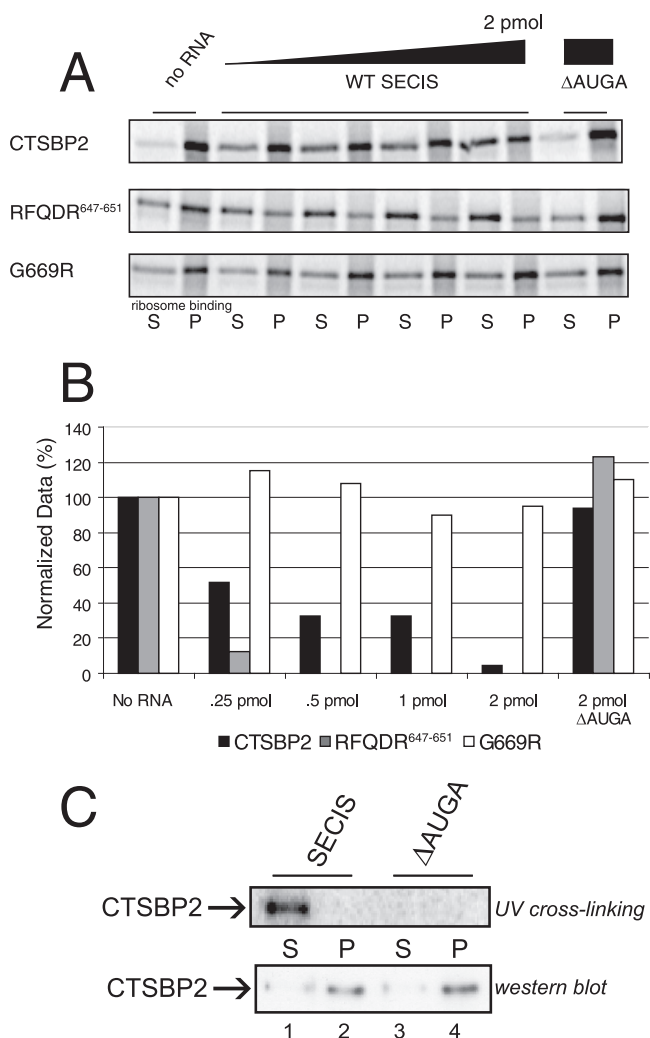 A
no RNA
2 pmol
WT SECIS
ΔAUGA
CTSBP2
RFQDR647-651
G669R
ribosome binding
S P S P S P S P S P S P
B
Normalized Data (%)
140
120
100
80
60
40
20
0
No RNA .25 pmol .5 pmol 1 pmol 2 pmol 2 pmol
ΔAUGA
CTSBP2 RFQDR647-651 G669R
C
SECIS ΔAUGA
CTSBP2 UV cross-linking
S P S P
CTSBP2 western blot
1 2 3 4